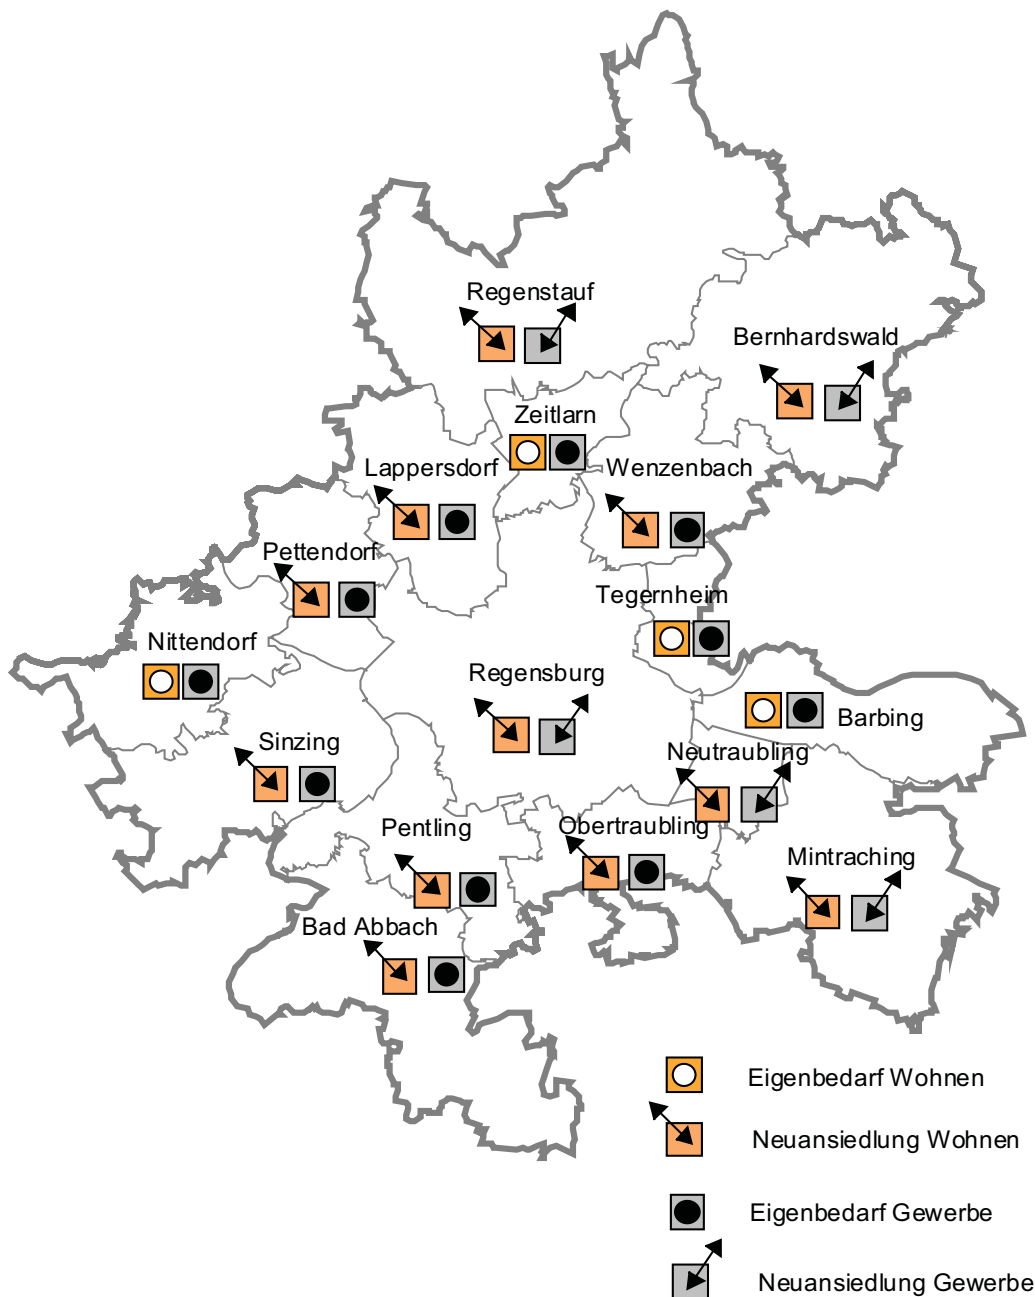 Regenstauf
Bernhardswald
Zeitlarn
Lappersdorf
Wenzenbach
Pettendorf
Tegernheim
Nittendorf
Regensburg
Barbing
Sinzing
Neutraubling
Pentling
Obertraubling
Mintraching
Bad Abbach
Eigenbedarf Wohnen
Neuansiedlung Wohnen
Eigenbedarf Gewerbe
Neuansiedlung Gewerbe